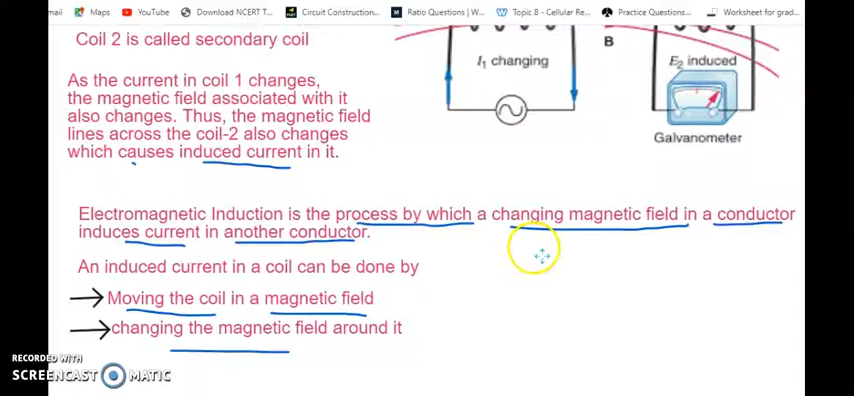 mail
Maps
YouTube
Download NCERT T...
Circuit Construction...
Ratio Questions | W...
Topic 8 - Cellular Re...
Practice Questions...
Worksheet for grad...
Coil 2 is called secondary coil
As the current in coil 1 changes,
the magnetic field associated with it
also changes. Thus, the magnetic field
lines across the coil-2 also changes
which causes induced current in it.
I₁ changing
B
E₂ induced
Galvanometer
Electromagnetic Induction is the process by which a changing magnetic field in a conductor
induces current in another conductor.
An induced current in a coil can be done by
Moving the coil in a magnetic field
changing the magnetic field around it
RECORDED WITH
SCREENCAST MATIC